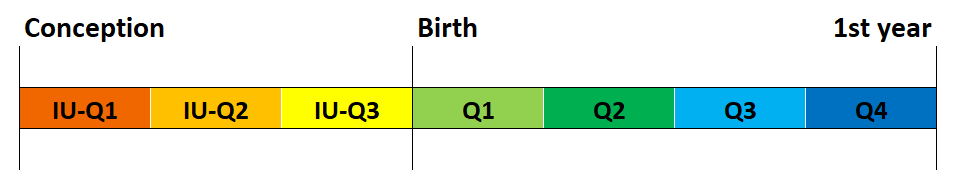 Conception Birth 1st year
IU-Q1 IU-Q2 IU-Q3 Q1 Q2 Q3 Q4